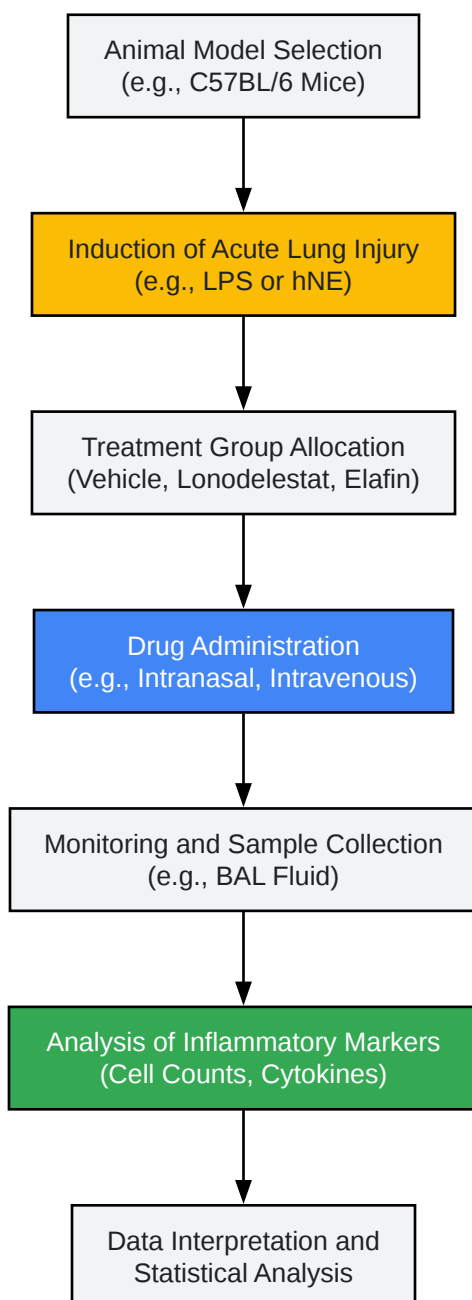 Animal Model Selection
(e.g., C57BL/6 Mice)
Induction of Acute Lung Injury
(e.g., LPS or hNE)
Treatment Group Allocation
(Vehicle, Lonodelestat, Elafin)
Drug Administration
(e.g., Intranasal, Intravenous)
Monitoring and Sample Collection
(e.g., BAL Fluid)
Analysis of Inflammatory Markers
(Cell Counts, Cytokines)
Data Interpretation and
Statistical Analysis